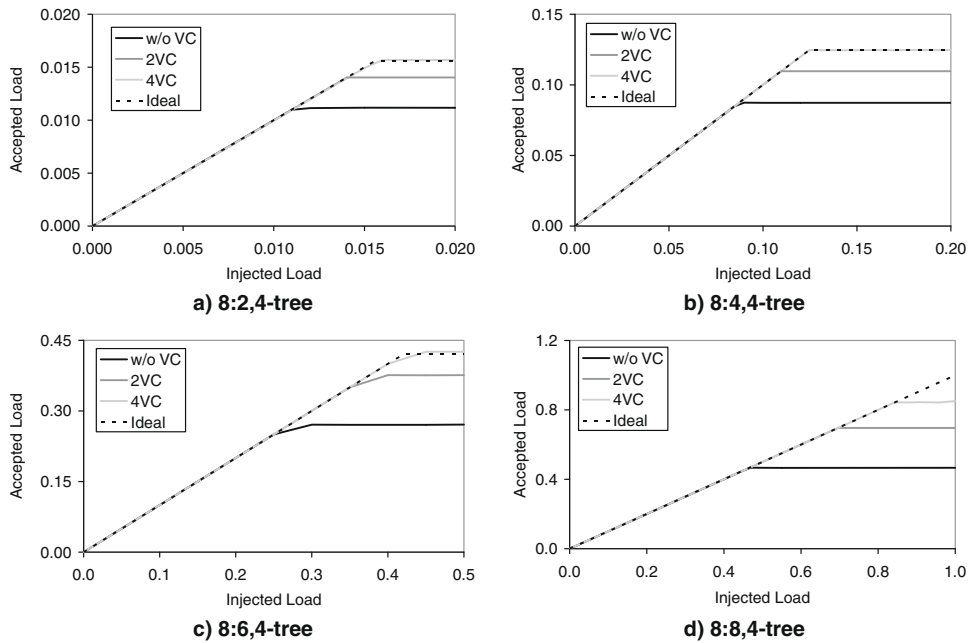 0.020
0.015
0.010
0.005
0.000
Accepted Load
w/o VC
2VC
4VC
Ideal
0.000
0.005
0.010
0.015
0.020
Injected Load
a) 8:2,4-tree
0.15
0.10
0.05
0.00
Accepted Load
w/o VC
2VC
4VC
Ideal
0.00
0.05
0.10
0.15
0.20
Injected Load
b) 8:4,4-tree
0.45
0.30
0.15
0.00
Accepted Load
w/o VC
2VC
4VC
Ideal
0.0
0.1
0.2
0.3
0.4
0.5
Injected Load
c) 8:6,4-tree
1.2
0.8
0.4
0.0
Accepted Load
w/o VC
2VC
4VC
Ideal
0.0
0.2
0.4
0.6
0.8
1.0
Injected Load
d) 8:8,4-tree